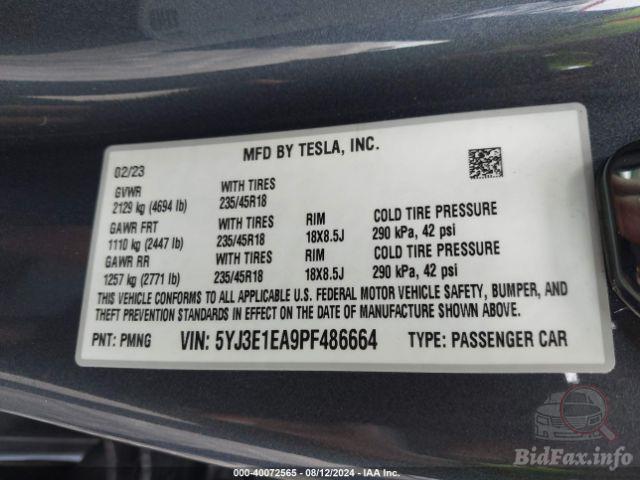 MFD BY TESLA, INC.
02/23
GVWR WITH TIRES
2129 kg (4694 lb) 235/45R18
GAWR FRT WITH TIRES RIM COLD TIRE PRESSURE
1110 kg (2447 lb) 235/45R18 18X8.5J 290 kPa, 42 psi
GAWR RR WITH TIRES RIM COLD TIRE PRESSURE
1257 kg (2771 lb) 235/45R18 18X8.5J 290 kPa, 42 psi
THIS VEHICLE CONFORMS TO ALL APPLICABLE U.S. FEDERAL MOTOR VEHICLE SAFETY, BUMPER, AND
THEFT PREVENTION STANDARDS IN EFFECT ON THE DATE OF MANUFACTURE SHOWN ABOVE.
PNT: PMNG VIN: 5YJ3E1EA9PF486664 TYPE: PASSENGER CAR
BidFax.info
000-40072565 - 08/12/2024 - IAA Inc.